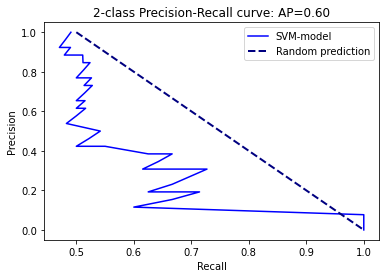 2-class Precision-Recall curve: AP=0.60
SVM-model
Random prediction
Precision
1.0
0.8
0.6
0.4
0.2
0.0
0.5 0.6 0.7 0.8 0.9 1.0
Recall